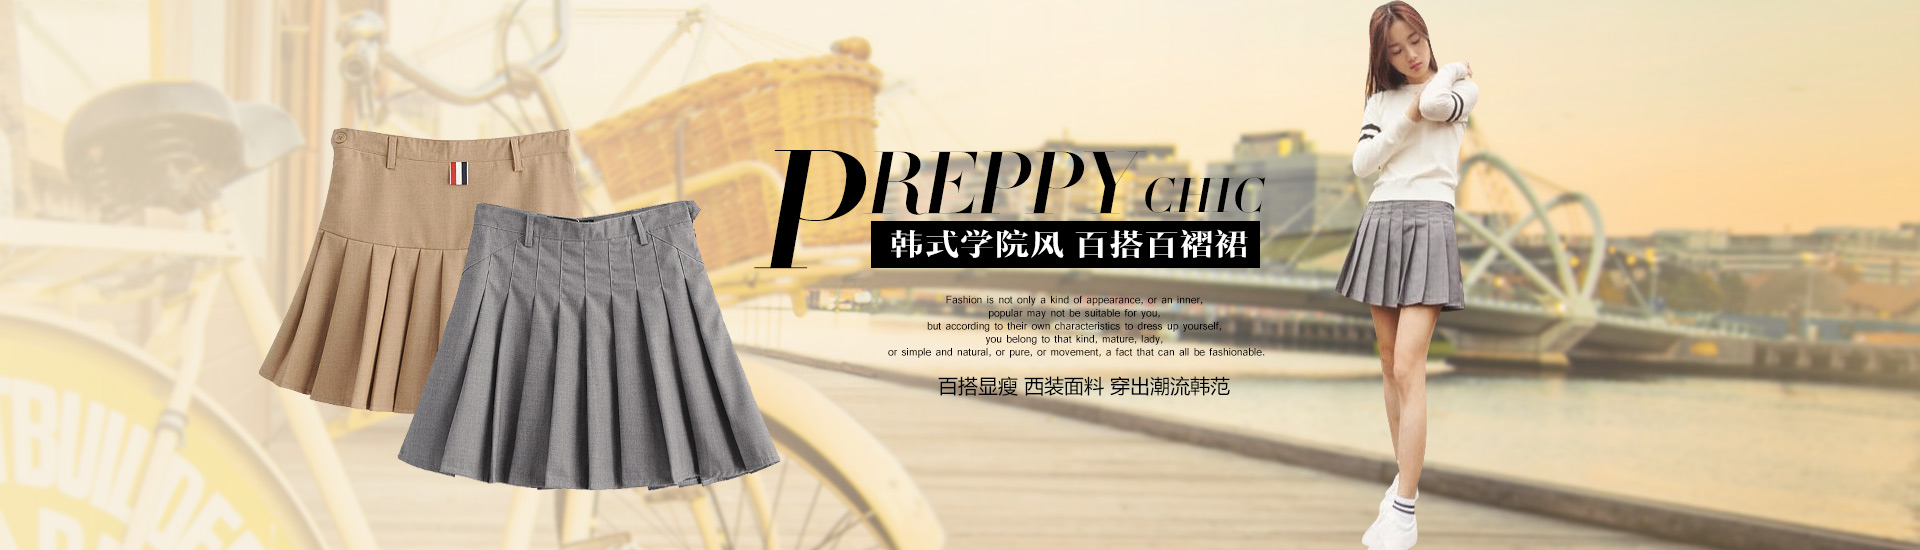 PREPPY CHIC
韩式学院风 百搭百褶裙
Fashion is not only a kind of appearance, or an inner,
popular may not be suitable for you,
but according to their own characteristics to dress up yourself,
you belong to that kind, mature, lady,
or simple and natural, or pure, or movement, a fact that can all be fashionable.
百搭显瘦 西装面料 穿出潮流韩范